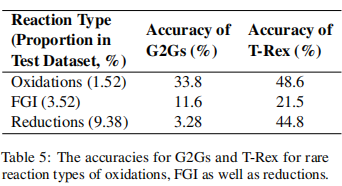 Reaction Type
(Proportion in
Test Dataset, %)
Accuracy of
G2Gs (%)
Accuracy of
T-Rex (%)
Oxidations (1.52) 33.8 48.6
FGI (3.52) 11.6 21.5
Reductions (9.38) 3.28 44.8
Table 5: The accuracies for G2Gs and T-Rex for rare
reaction types of oxidations, FGI as well as reductions.